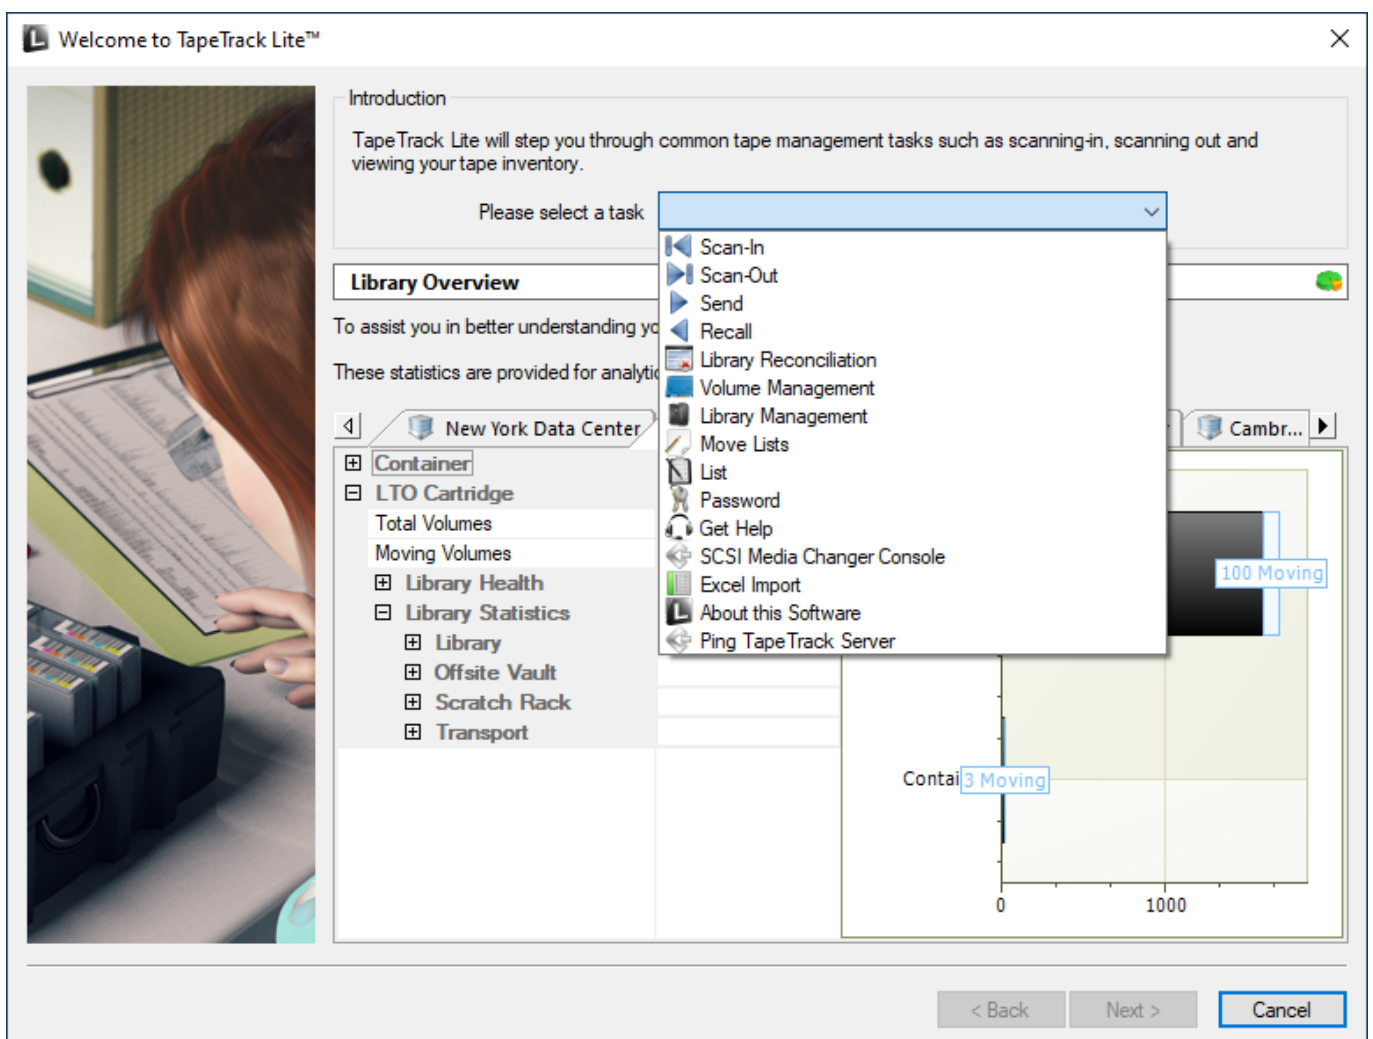 Welcome to TapeTrack Lite™
Introduction
TapeTrack Lite will step you through common tape management tasks such as scanning-in, scanning out and
viewing your tape inventory.
Please select a task
Scan-In
Scan-Out
Send
Recall
Library Reconciliation
Volume Management
Library Management
Move Lists
List
Password
Get Help
SCSI Media Changer Console
Excel Import
About this Software
Ping TapeTrack Server
Library Overview
To assist you in better understanding
These statistics are provided for
New York Data Center
Cambr...
Container
LTO Cartridge
Total Volumes
Moving Volumes
Library Health
Library Statistics
Library
Offsite Vault
Scratch Rack
Transport
100 Moving
Contai 3 Moving
0 1000
< Back Next > Cancel